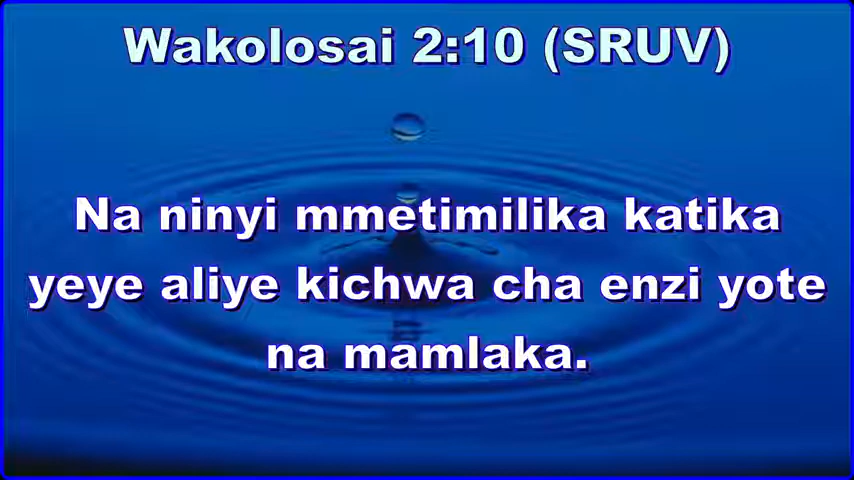 Wakolosai 2:10 (SRUV)
Na ninyi mmetimilika katika
yeye aliye kichwa cha enzi yote
na mamlaka.